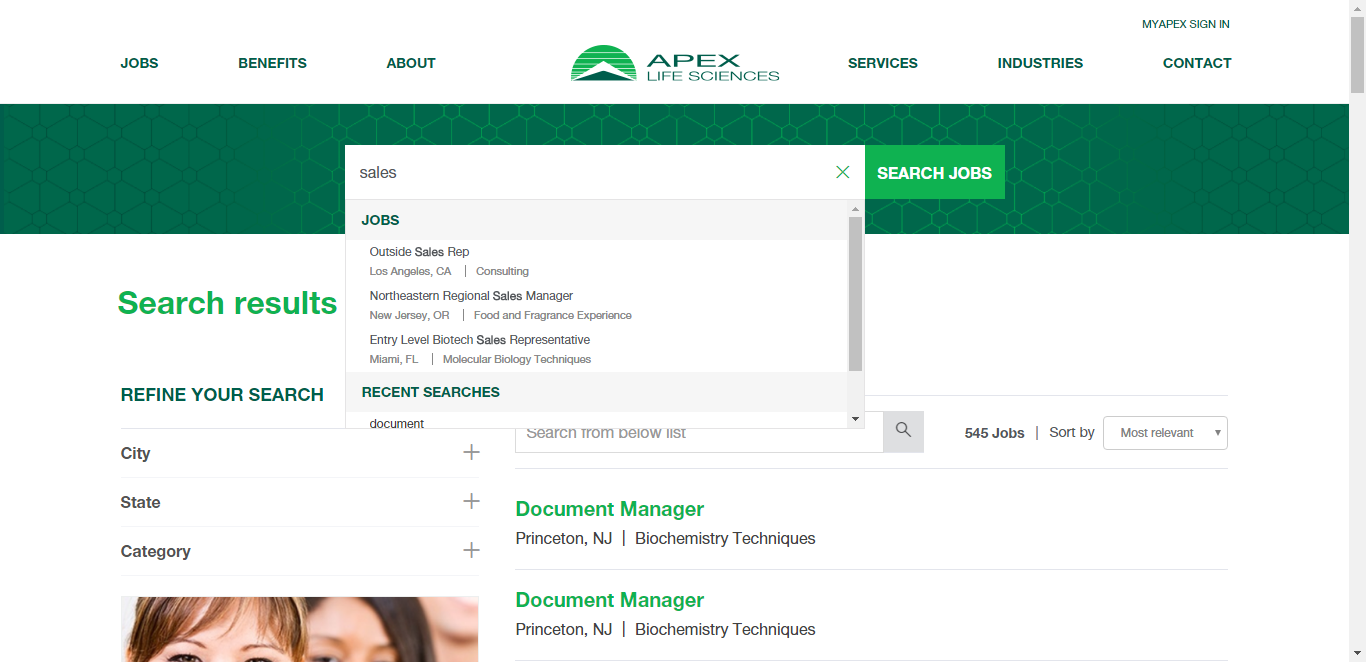 MYAPEX SIGN IN
JOBS BENEFITS ABOUT APEX LIFE SCIENCES SERVICES INDUSTRIES CONTACT
sales
SEARCH JOBS
JOBS
Outside Sales Rep
Los Angeles, CA | Consulting
Northeastern Regional Sales Manager
New Jersey, OR | Food and Fragrance Experience
Entry Level Biotech Sales Representative
Miami, FL | Molecular Biology Techniques
RECENT SEARCHES
document
Search results
REFINE YOUR SEARCH
City
State
Category
Search from below list
545 Jobs | Sort by Most relevant
Document Manager
Princeton, NJ | Biochemistry Techniques
Document Manager
Princeton, NJ | Biochemistry Techniques